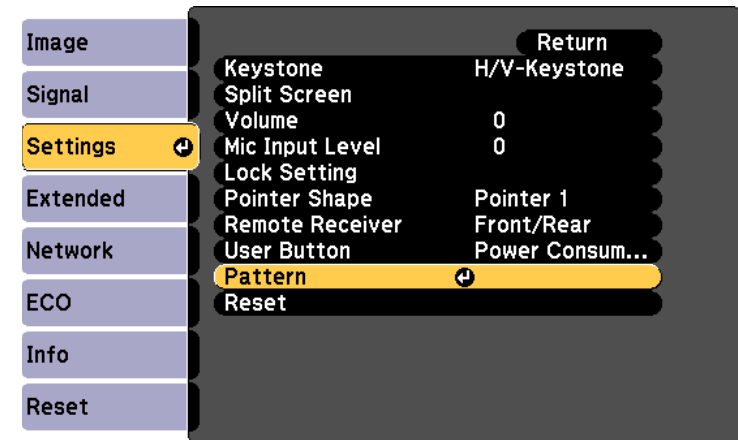 Image
Signal
Settings
Extended
Network
ECO
Info
Reset
Return
Keystone H/V-Keystone
Split Screen
Volume 0
Mic Input Level 0
Lock Setting
Pointer Shape Pointer 1
Remote Receiver Front/Rear
User Button Power Consum...
Pattern
Reset